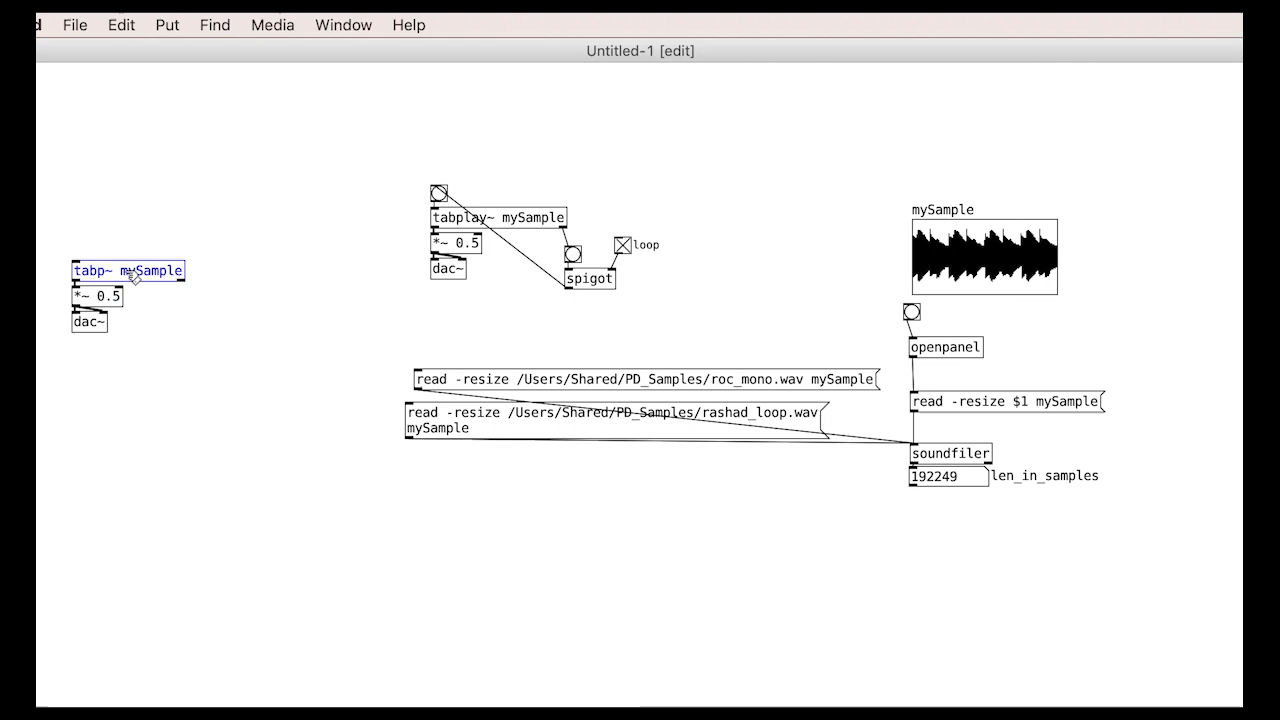 d File Edit Put Find Media Window Help
Untitled-1 [edit]
tabplay~ mySample
*~ 0.5
dac~
loop
spigot
mySample
tabp~ mySample
*~ 0.5
dac~
openpanel
read -resize /Users/Shared/PD_Samples/roc_mono.wav mySample
read -resize $1 mySample
read -resize /Users/Shared/PD_Samples/rashad_loop.wav
mySample
soundfiler
192249 len_in_samples